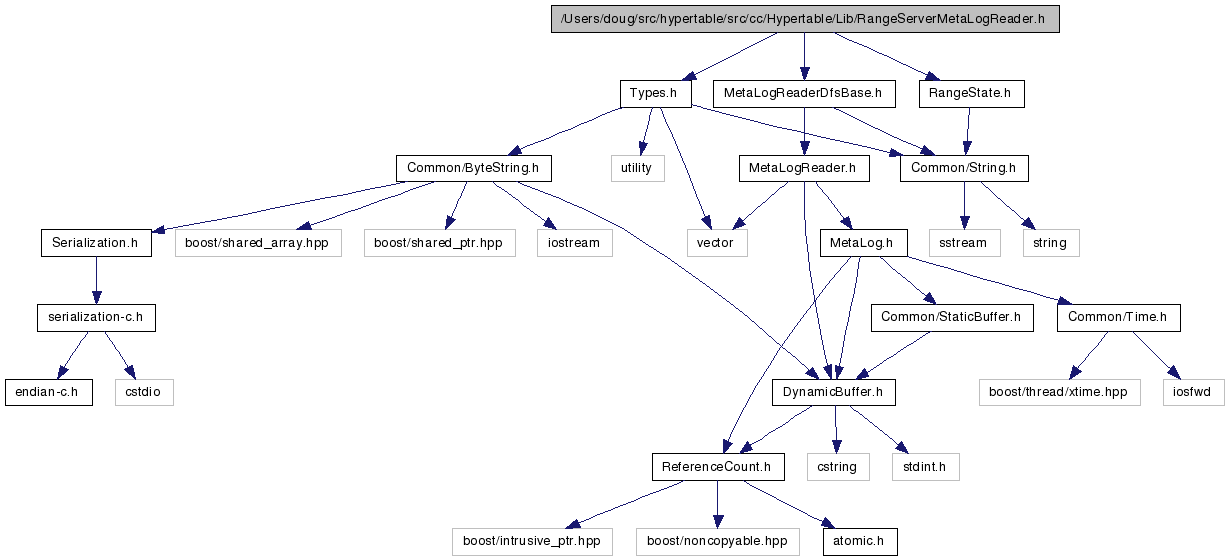 /Users/doug/src/hypertable/src/cc/Hypertable/Lib/RangeServerMetaLogReader.h
Types.h
MetaLogReaderDfsBase.h
RangeState.h
Common/ByteString.h
utility
MetaLogReader.h
Common/String.h
Serialization.h
boost/shared_array.hpp
boost/shared_ptr.hpp
iostream
vector
MetaLog.h
sstream
string
serialization-c.h
Common/StaticBuffer.h
Common/Time.h
endian-c.h
cstdio
DynamicBuffer.h
boost/thread/xtime.hpp
iosfwd
ReferenceCount.h
cstring
stdint.h
boost/intrusive_ptr.hpp
boost/noncopyable.hpp
atomic.h